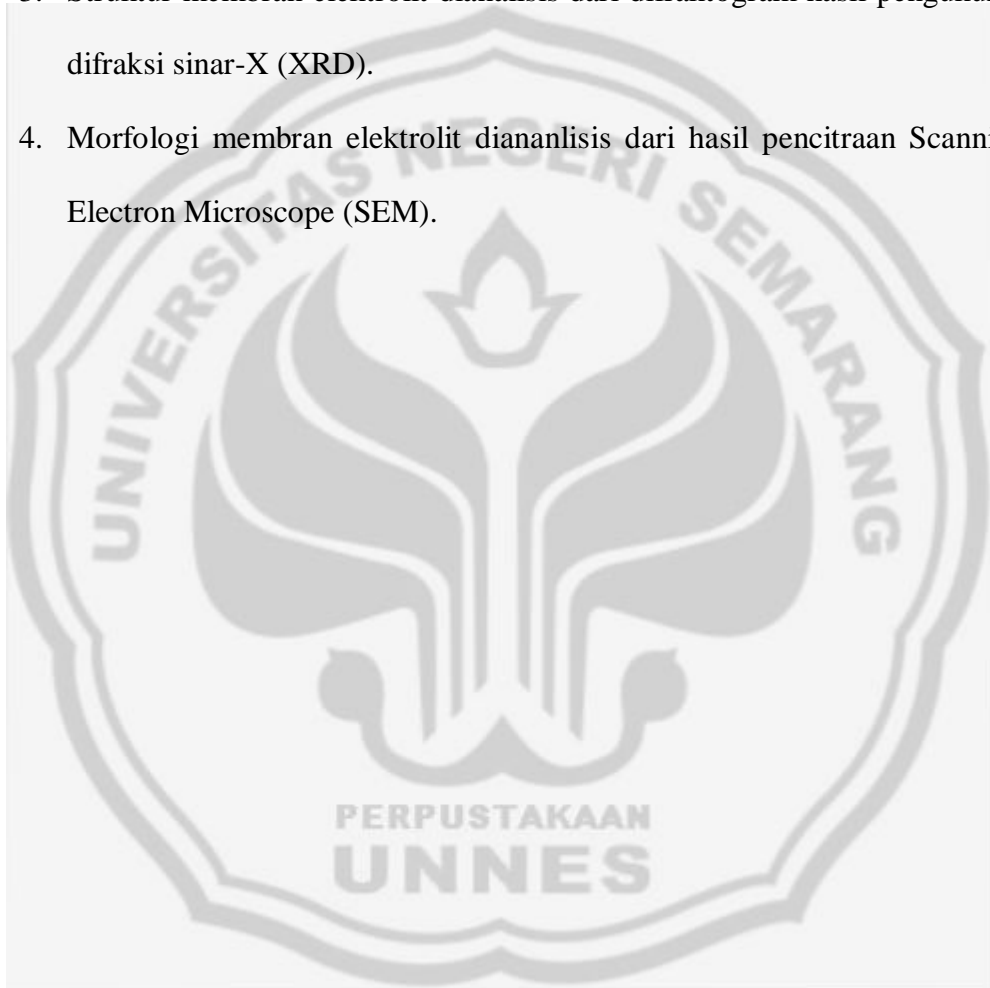 difraksi sinar-X (XRD).
4. Morfologi membran elektrolit diananlisis dari hasil pencitraan Scanni
Electron Microscope (SEM).
UNIVERSITAS NEGERI SEMARANG
PERPUSTAKAAN
UNNES